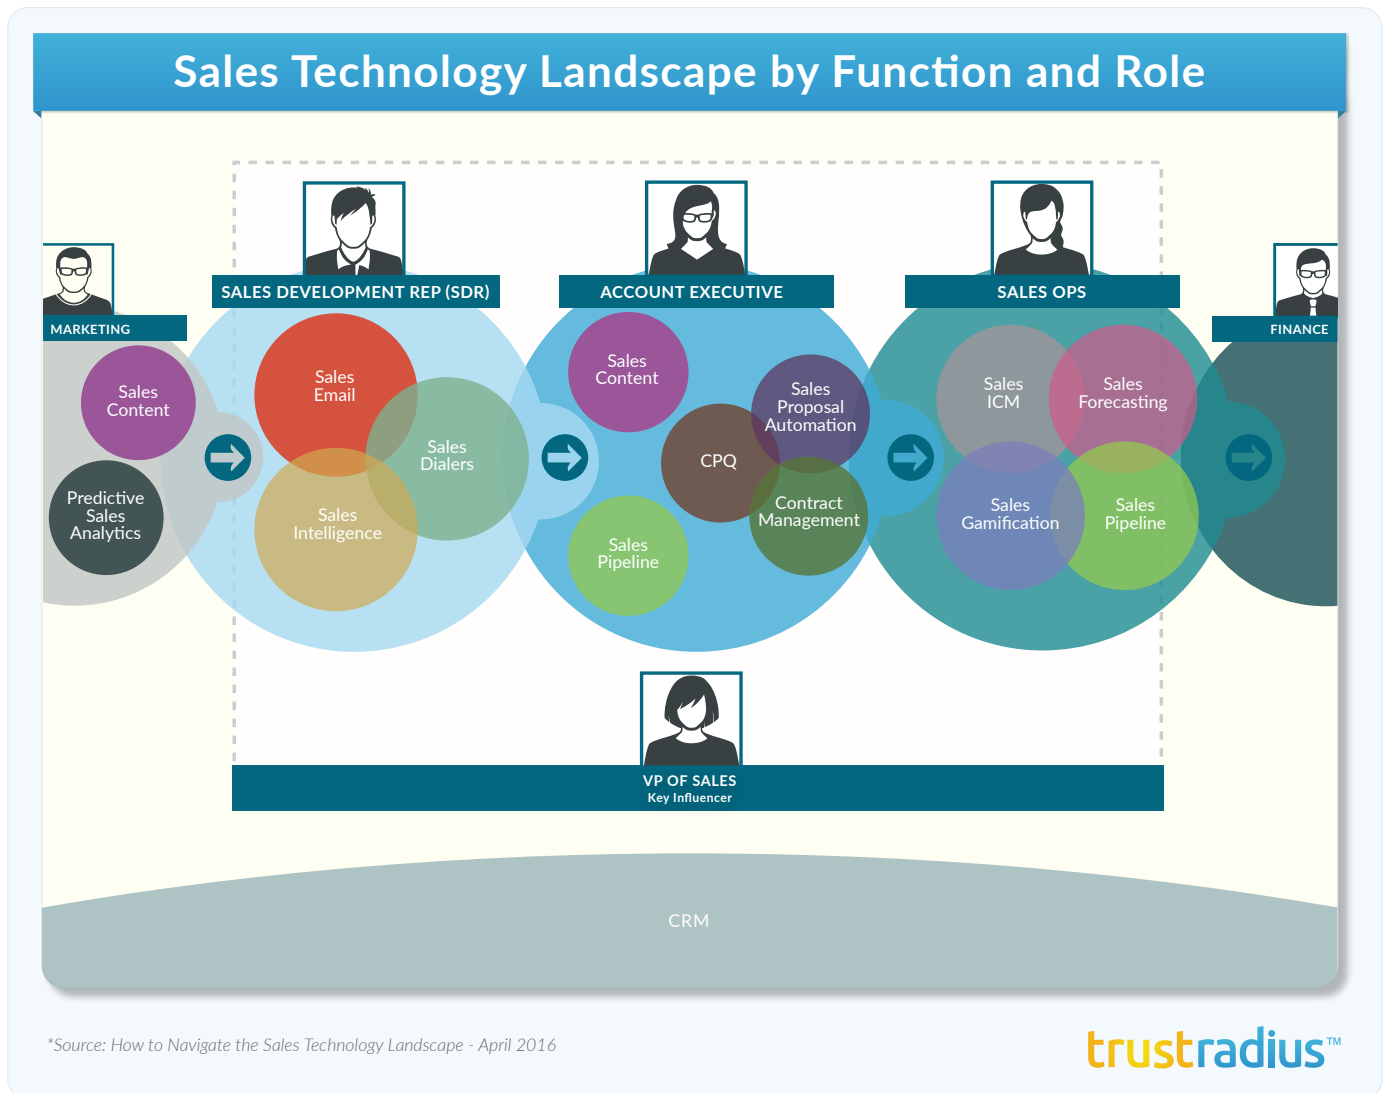 Sales Technology Landscape by Function and Role
MARKETING
Sales
Content
Predictive
Sales
Analytics
SALES DEVELOPMENT REP (SDR)
Sales
Email
Sales
Dialers
Sales
Intelligence
ACCOUNT EXECUTIVE
Sales
Content
Sales
Proposal
Automation
CPQ
Contract
Management
Sales
Pipeline
SALES OPS
Sales
ICM
Sales
Forecasting
Sales
Gamification
Sales
Pipeline
FINANCE
VP OF SALES
Key Influencer
CRM
*Source: How to Navigate the Sales Technology Landscape - April 2016
trustradius™